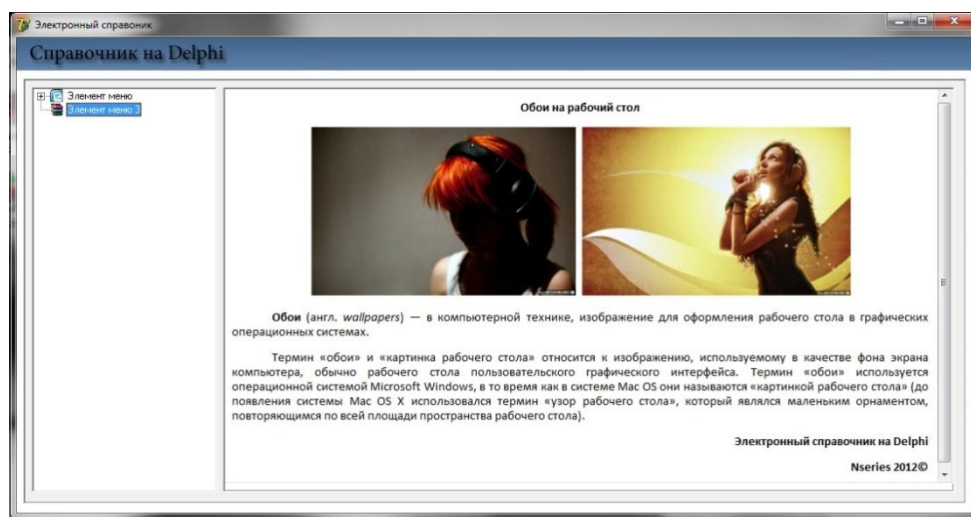 Электронный справоник
Справочник на Delphi
Элемент меню
Элемент меню 3
Обои на рабочий стол
Обои (англ. wallpapers) — в компьютерной технике, изображение для оформления рабочего стола в графических
операционных системах.
Термин «обои» и «картинка рабочего стола» относится к изображению, используемому в качестве фона экрана
компьютера, обычно рабочего стола пользовательского графического интерфейса. Термин «обои» используется
операционной системой Microsoft Windows, в то время как в системе Mac OS они называются «картинкой рабочего стола» (до
появления системы Mac OS X использовался термин «узор рабочего стола», который являлся маленьким орнаментом,
повторяющимся по всей площади пространства рабочего стола).
Электронный справочник на Delphi
Nseries 2012©